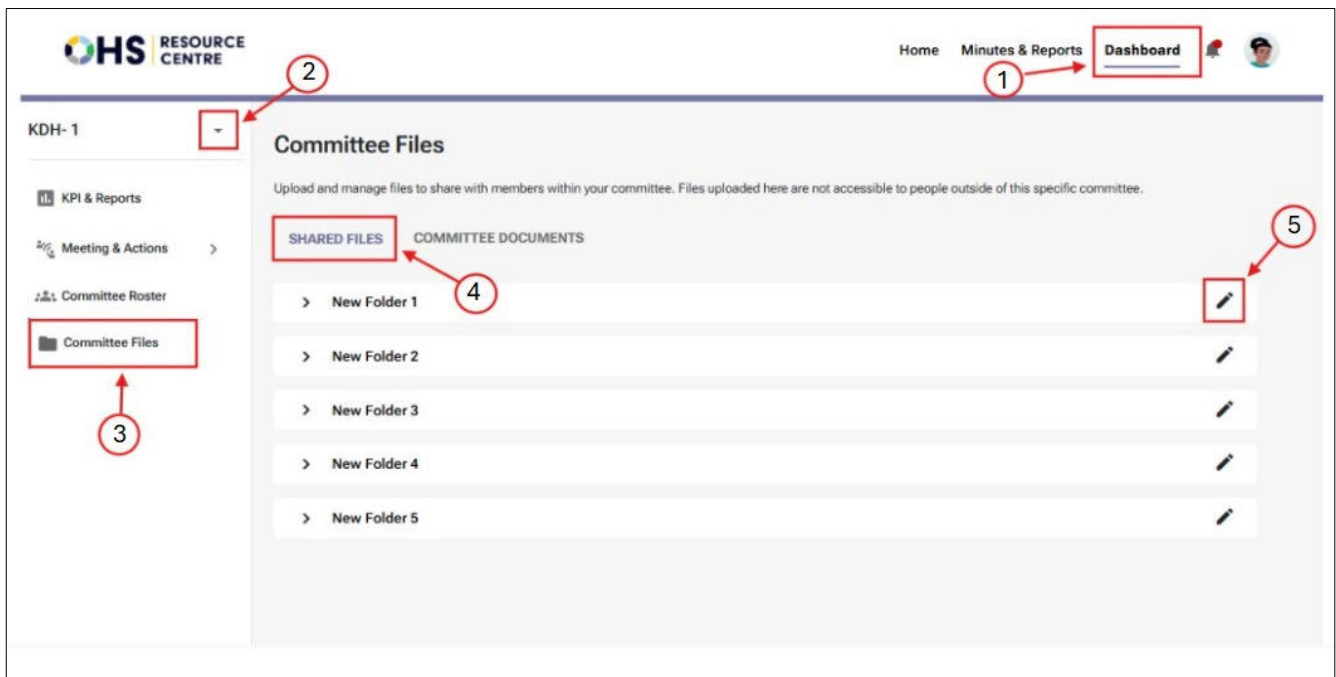 OHS RESOURCE CENTRE
Home Minutes & Reports Dashboard
1
2
KDH- 1
KPI & Reports
Meeting & Actions
Committee Roster
Committee Files
3
Committee Files
Upload and manage files to share with members within your committee. Files uploaded here are not accessible to people outside of this specific committee.
SHARED FILES COMMITTEE DOCUMENTS
4
5
New Folder 1
New Folder 2
New Folder 3
New Folder 4
New Folder 5